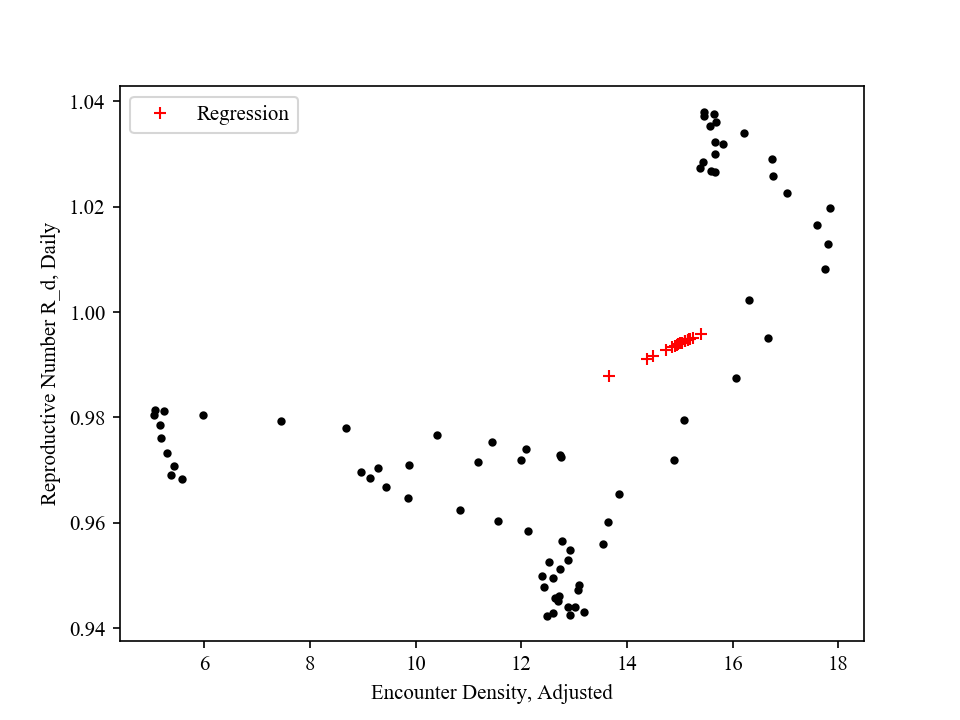 Regression
1.04
1.02
1.00
0.98
0.96
0.94
Reproductive Number R_d, Daily
6 8 10 12 14 16 18
Encounter Density, Adjusted